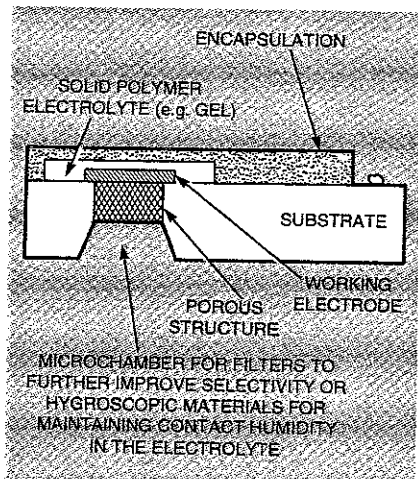 ENCAPSULATION
SOLID POLYMER
ELECTROLYTE (e.g. GEL)
SUBSTRATE
WORKING
ELECTRODE
POROUS
STRUCTURE
MICROCHAMBER FOR FILTERS TO
FURTHER IMPROVE SELECTIVITY OR
HYGROSCOPIC MATERIALS FOR
MAINTAINING CONTACT HUMIDITY
IN THE ELECTROLYTE